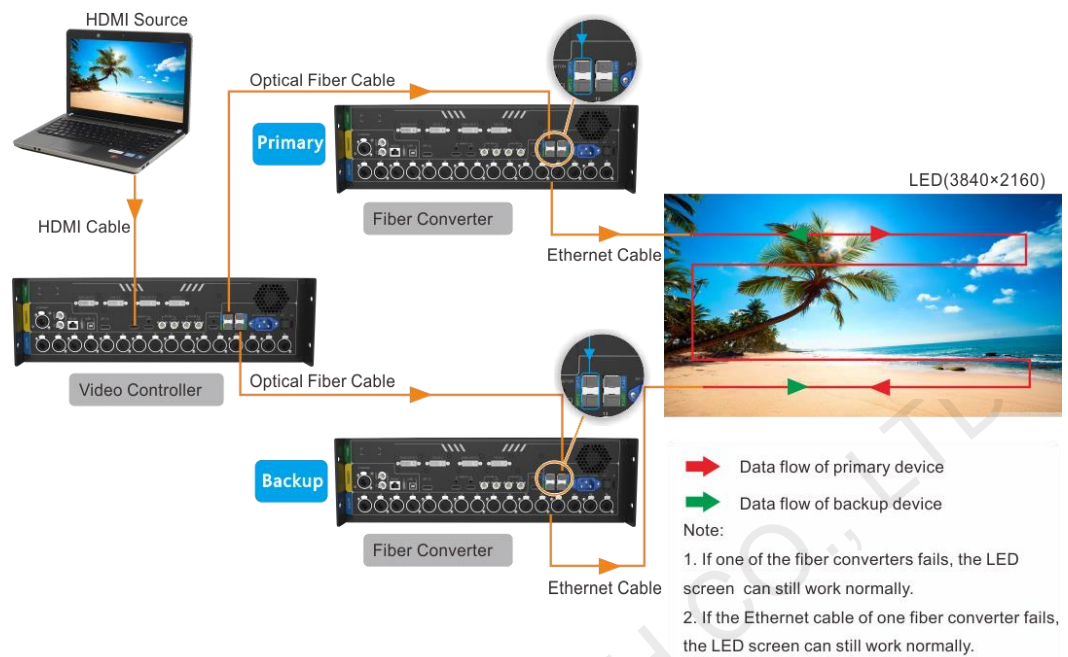 HDMI Source
Optical Fiber Cable
Primary
Fiber Converter
LED(3840×2160)
HDMI Cable
Ethernet Cable
Video Controller
Optical Fiber Cable
Backup
Fiber Converter
Ethernet Cable
Data flow of primary device
Data flow of backup device
Note:
1. If one of the fiber converters fails, the LED
screen can still work normally.
2. If the Ethernet cable of one fiber converter fails,
the LED screen can still work normally.
CO., LTD